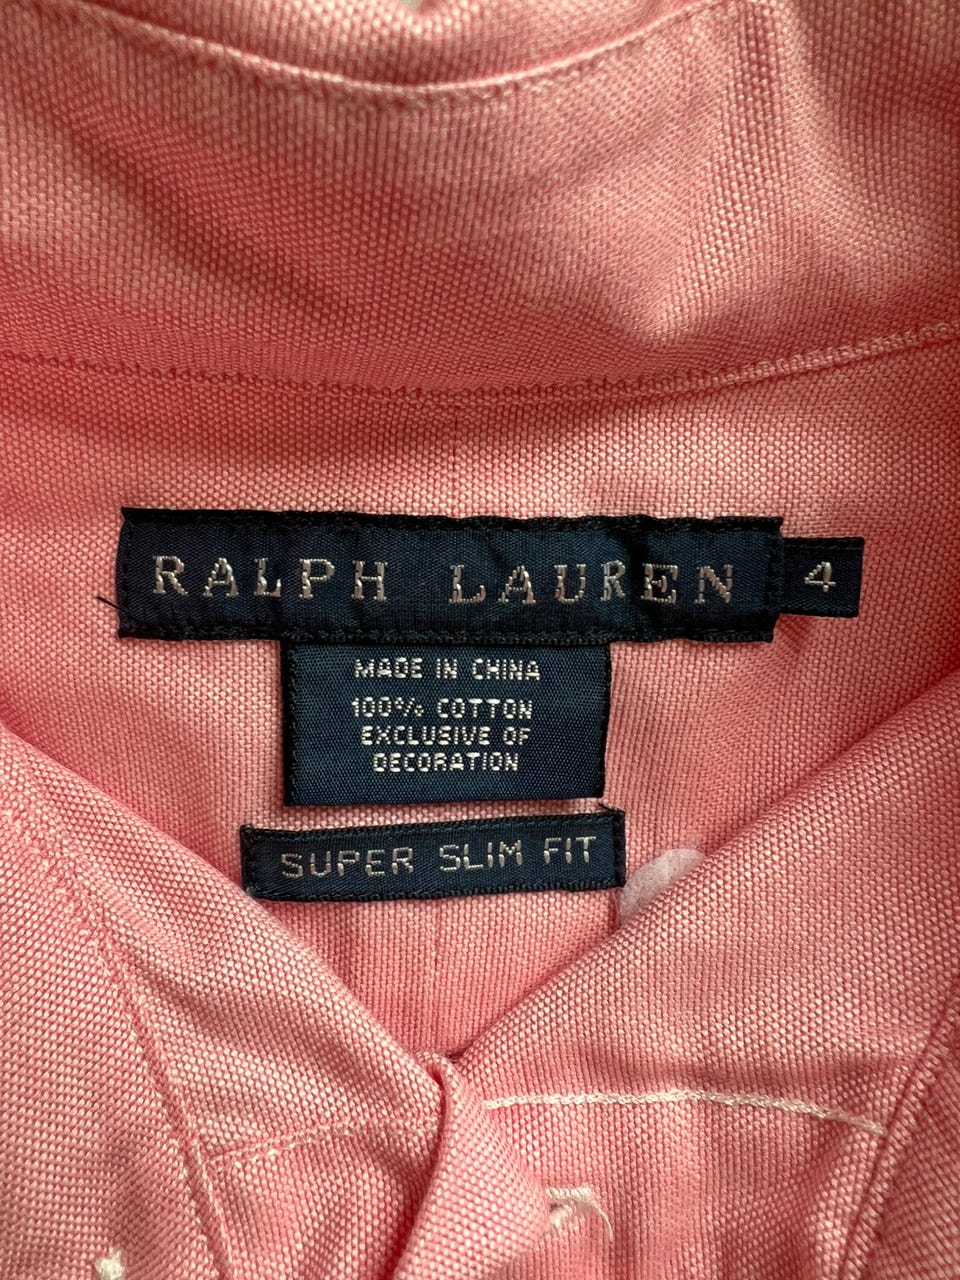 RALPH LAUREN 4
MADE IN CHINA
100% COTTON
EXCLUSIVE OF
DECORATION
SUPER SLIM FIT